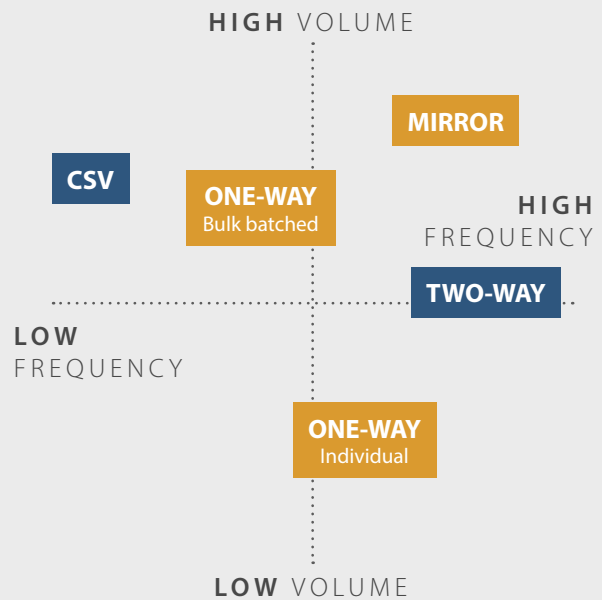 HIGH VOLUME
MIRROR
CSV
ONE-WAY
Bulk batched
HIGH
FREQUENCY
TWO-WAY
LOW
FREQUENCY
ONE-WAY
Individual
LOW VOLUME